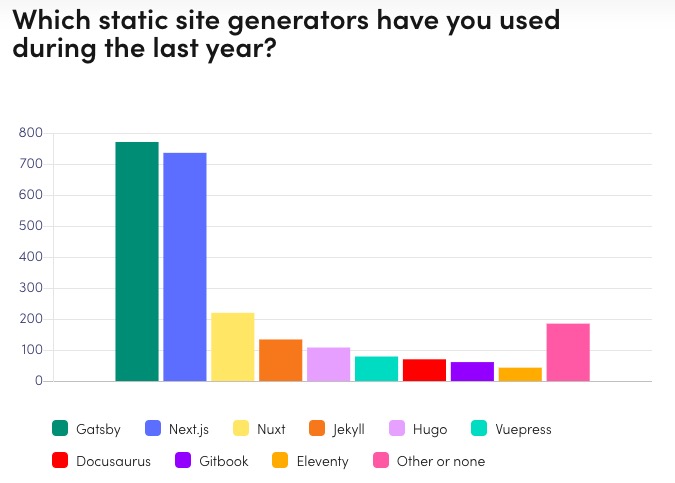 Which static site generators have you used
during the last year?
800
700
600
500
400
300
200
100
0
Gatsby Next.js Nuxt Jekyll Hugo Vuepress
Docusaurus Gitbook Eleventy Other or none